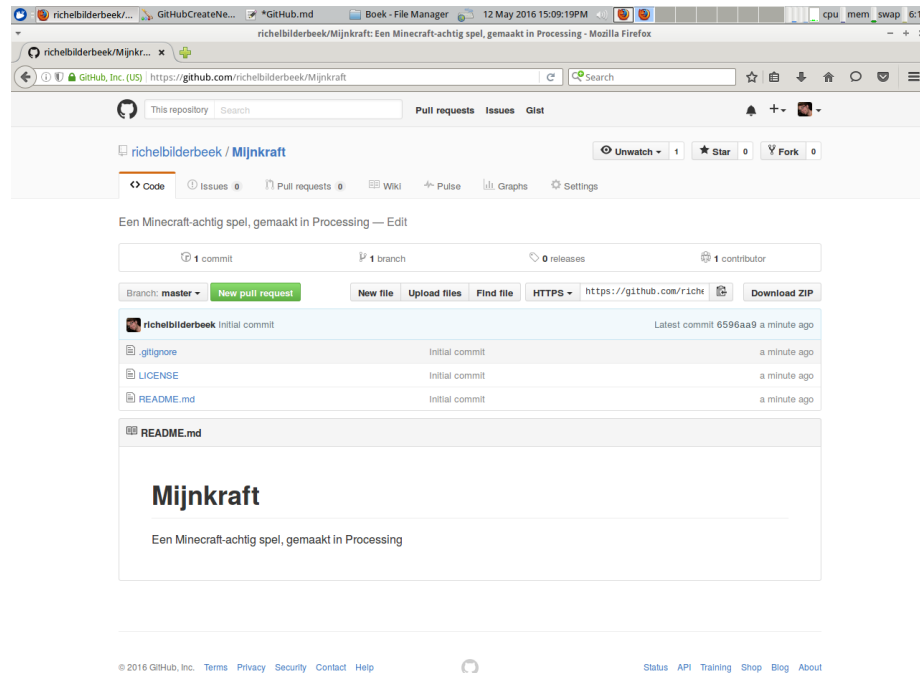 richelbilderbeek/... GitHubCreateNe... *GitHub.md Boek - File Manager 12 May 2016 15:09:19PM cpu mem swap 6:1
richelbilderbeek/Mijnkraft: Een Minecraft-achtig spel, gemaakt in Processing - Mozilla Firefox
richelbilderbeek/Mijnkr... ×
GitHub, Inc. (US) https://github.com/richelbilderbeek/Mijnkraft Search
This repository Search Pull requests Issues Gist
richelbilderbeek / Mijnkraft Unwatch 1 Star 0 Fork 0
Code Issues 0 Pull requests 0 Wiki Pulse Graphs Settings
Een Minecraft-achtig spel, gemaakt in Processing — Edit
1 commit 1 branch 0 releases 1 contributor
Branch: master New pull request New file Upload files Find file HTTPS https://github.com/riche Download ZIP
richelbilderbeek Initial commit Latest commit 6596aa9 a minute ago
.gitignore Initial commit a minute ago
LICENSE Initial commit a minute ago
README.md Initial commit a minute ago
README.md
Mijnkraft
Een Minecraft-achtig spel, gemaakt in Processing
© 2016 GitHub, Inc. Terms Privacy Security Contact Help Status API Training Shop Blog About